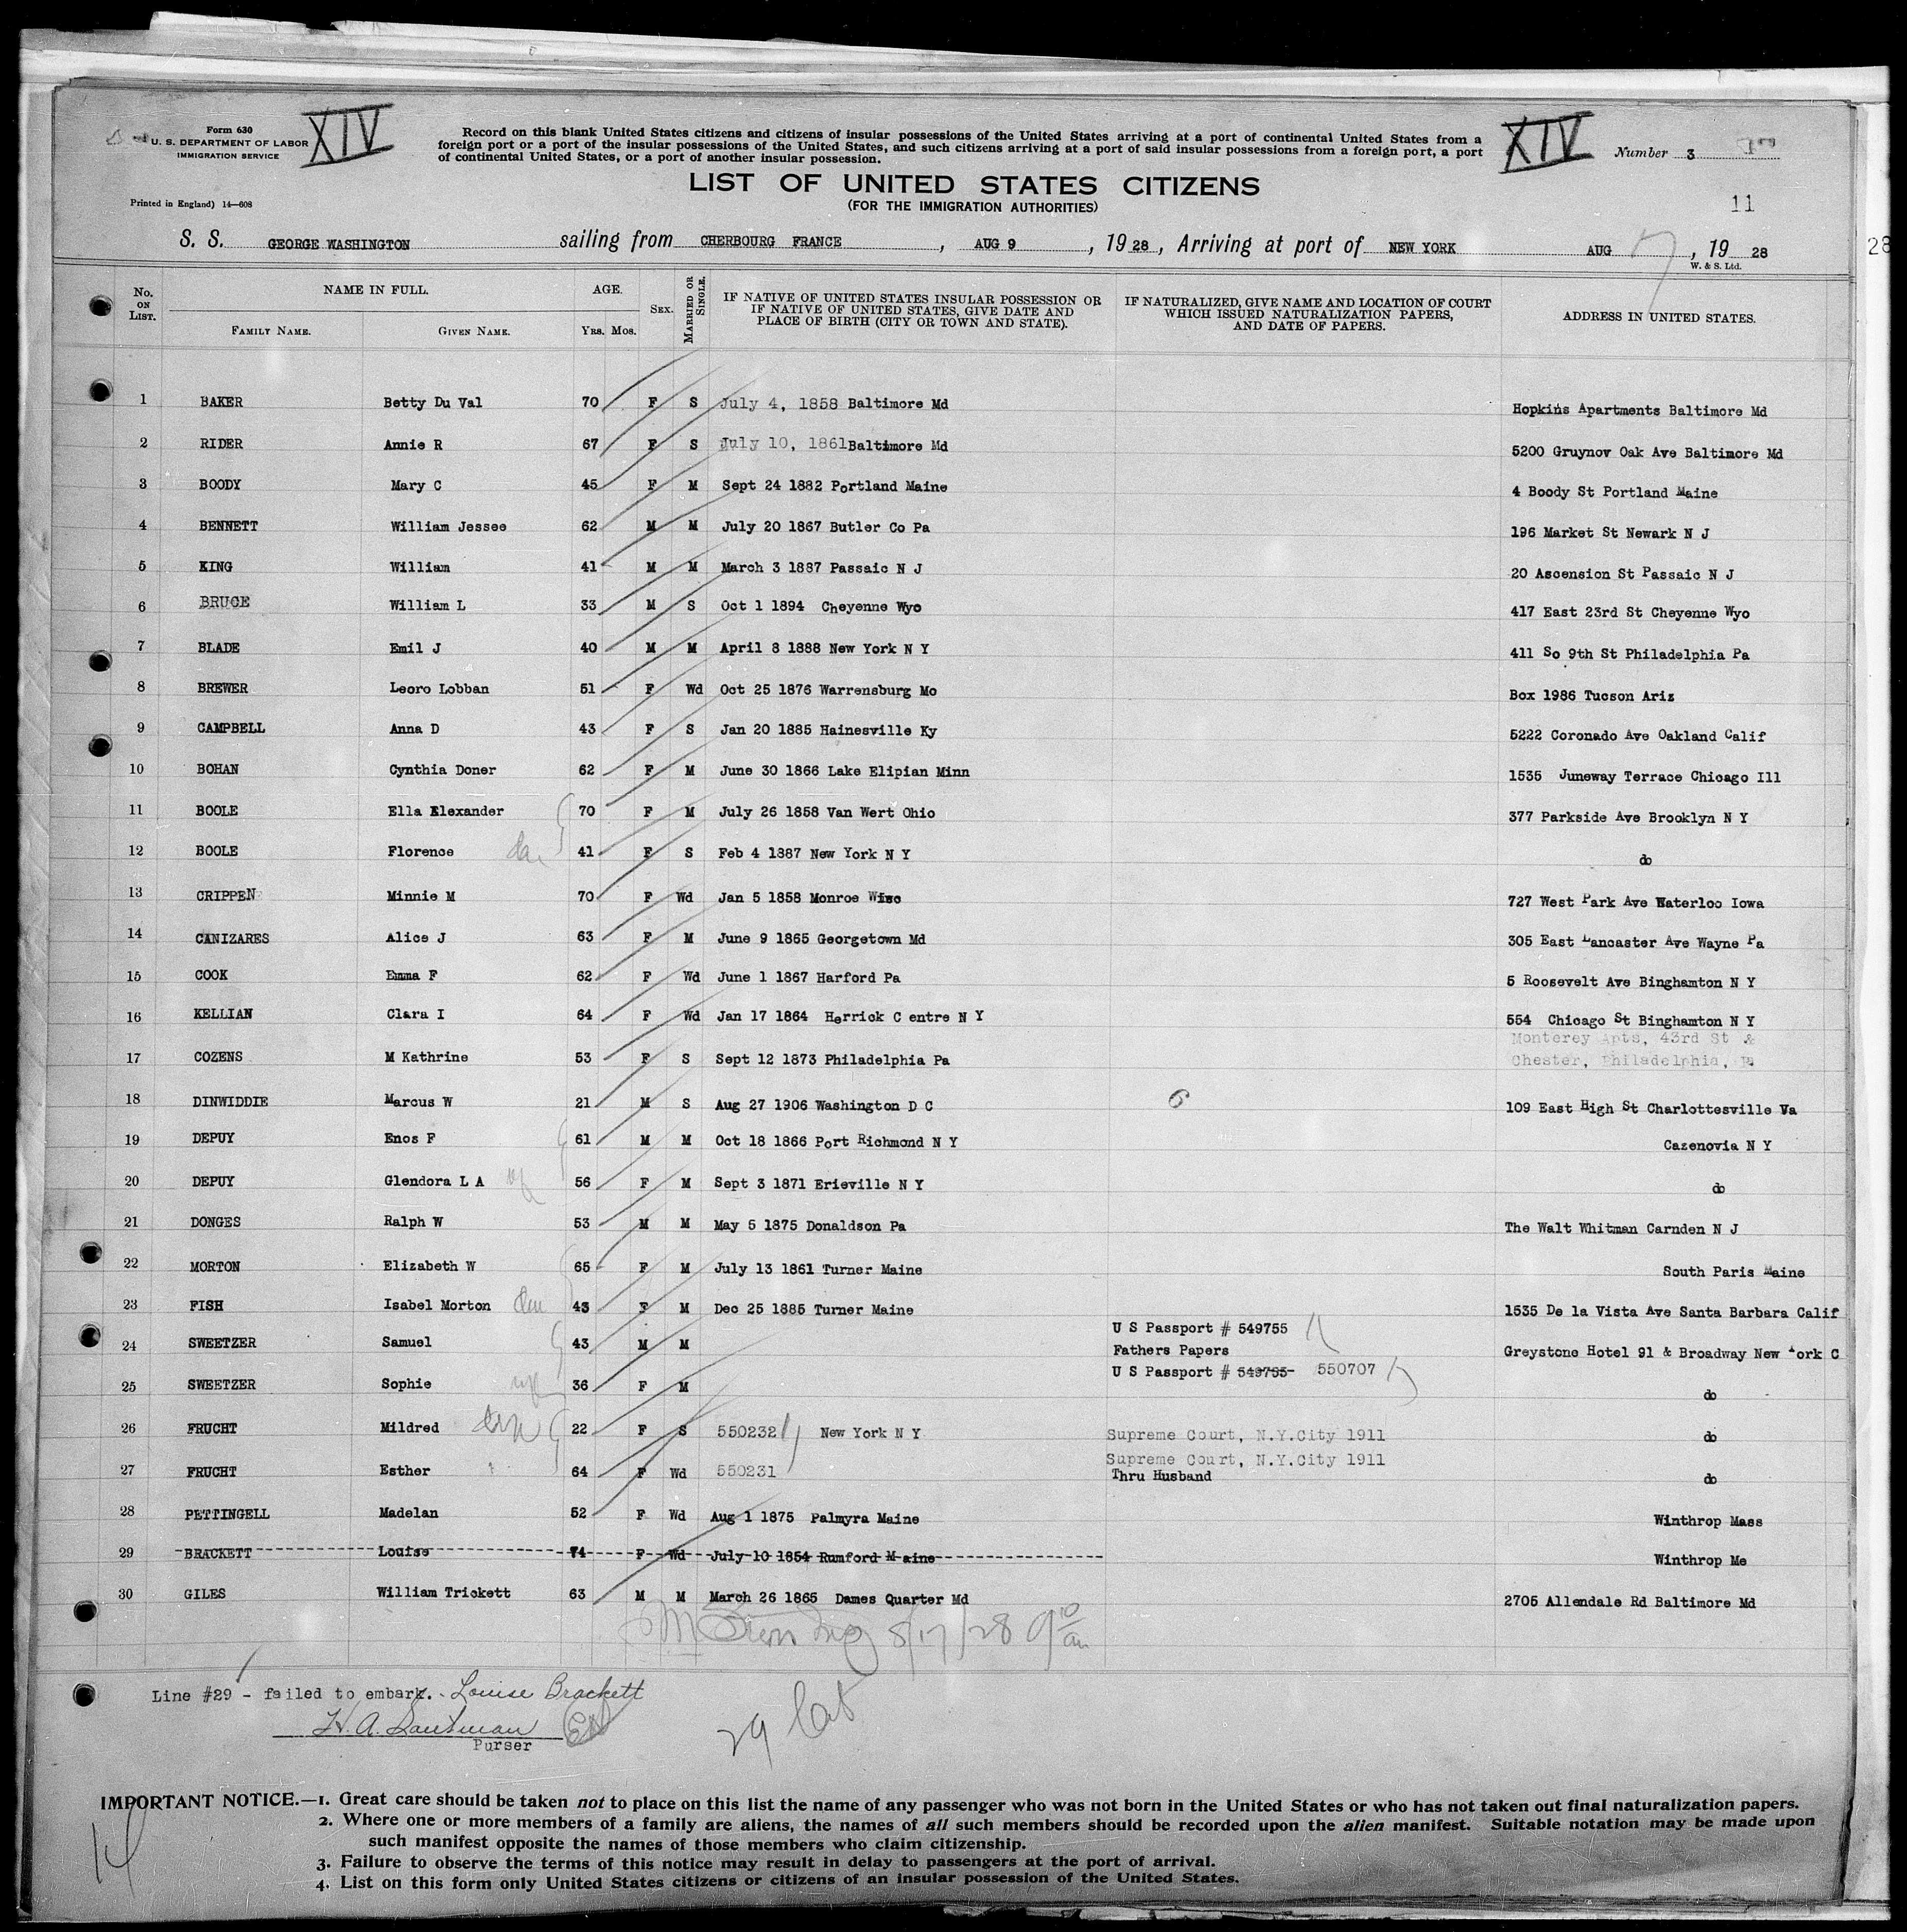 Form 630
U. S. DEPARTMENT OF LABOR
IMMIGRATION SERVICE
XIV
Record on this blank United States citizens and citizens of insular possessions of the United States arriving at a port of continental United States from a
foreign port or a port of the insular possessions of the United States, and such citizens arriving at a port of said insular possessions from a foreign port, a port
of continental United States, or a port of another insular possession.
XIV
Number 3
LIST OF UNITED STATES CITIZENS
(FOR THE IMMIGRATION AUTHORITIES)
Printed in England) 14—608
11
S. S. GEORGE WASHINGTON sailing from CHERBOURG FRANCE , AUG 9 , 19 28 , Arriving at port of NEW YORK AUG 17 , 19 28
28
W. & S. Ltd.
No. ON LIST. NAME IN FULL. FAMILY NAME. GIVEN NAME. AGE. YRS. MOS. SEX. MARRIED OR SINGLE. IF NATIVE OF UNITED STATES INSULAR POSSESSION OR IF NATIVE OF UNITED STATES, GIVE DATE AND PLACE OF BIRTH (CITY OR TOWN AND STATE). IF NATURALIZED, GIVE NAME AND LOCATION OF COURT WHICH ISSUED NATURALIZATION PAPERS, AND DATE OF PAPERS. ADDRESS IN UNITED STATES.
1 BAKER Betty Du Val 70 F S July 4, 1858 Baltimore Md Hopkins Apartments Baltimore Md
2 RIDER Annie R 67 F S July 10, 1861 Baltimore Md 5200 Gruynov Oak Ave Baltimore Md
3 BOODY Mary C 45 F M Sept 24 1882 Portland Maine 4 Boody St Portland Maine
4 BENNETT William Jessee 62 M M July 20 1867 Butler Co Pa 196 Market St Newark N J
5 KING William 41 M M March 3 1887 Passaic N J 20 Ascension St Passaic N J
6 BRUCE William L 33 M S Oct 1 1894 Cheyenne Wyo 417 East 23rd St Cheyenne Wyo
7 BLADE Emil J 40 M M April 8 1888 New York N Y 411 So 9th St Philadelphia Pa
8 BREWER Leoro Lobban 51 F Wd Oct 25 1876 Warrensburg Mo Box 1986 Tucson Ariz
9 CAMPBELL Anna D 43 F S Jan 20 1885 Hainesville Ky 5222 Coronado Ave Oakland Calif
10 BOHAN Cynthia Doner 62 F M June 30 1866 Lake Elipian Minn 1535 Juneway Terrace Chicago Ill
11 BOOLE Ella Elexander 70 F M July 26 1858 Van Wert Ohio 377 Parkside Ave Brooklyn N Y
12 BOOLE Florence 41 F S Feb 4 1887 New York N Y do
13 CRIPPEN Minnie M 70 F Wd Jan 5 1858 Monroe Wisc 727 West Park Ave Waterloo Iowa
14 CANIZARES Alice J 63 F M June 9 1865 Georgetown Md 305 East Lancaster Ave Wayne Pa
15 COOK Emma F 62 F Wd June 1 1867 Harford Pa 5 Roosevelt Ave Binghamton N Y
16 KELLIAN Clara I 64 F Wd Jan 17 1864 Herrick C entre N Y 554 Chicago St Binghamton N Y
17 COZENS M Kathrine 53 F S Sept 12 1873 Philadelphia Pa Monterey Apts, 43rd St &
Chester, Philadelphia, Pa
18 DINWIDDIE Marcus W 21 M S Aug 27 1906 Washington D C 6 109 East High St Charlottesville Va
19 DEPUY Enos F 61 M M Oct 18 1866 Port Richmond N Y Cazenovia N Y
20 DEPUY Glendora L A wf 56 F M Sept 3 1871 Erieville N Y do
21 DONGES Ralph W 53 M M May 5 1875 Donaldson Pa The Walt Whitman Carnden N J
22 MORTON Elizabeth W 65 F M July 13 1861 Turner Maine South Paris Maine
23 FISH Isabel Morton 43 F M Dec 25 1885 Turner Maine 1535 De la Vista Ave Santa Barbara Calif
U S Passport # 549755
24 SWEETZER Samuel 43 M M Fathers Papers Greystone Hotel 91 & Broadway New York C
U S Passport # 549755- 550707
25 SWEETZER Sophie wf 36 F M do
26 FRUCHT Mildred 22 F S 550232 New York N Y Supreme Court, N.Y.City 1911 do
Supreme Court, N.Y.City 1911
27 FRUCHT Esther 64 F Wd 550231 Thru Husband do
28 PETTINGELL Madelan 52 F Wd Aug 1 1875 Palmyra Maine Winthrop Mass
29 BRACKETT Louise 74 F Wd July 10 1854 Rumford Maine Winthrop Me
30 GILES William Trickett 63 M M March 26 1865 Dames Quarter Md 2705 Allendale Rd Baltimore Md
8/17/28 9 10 am
Line #29 - failed to embark. - Louise Brackett
H. A. Lautman
Purser
29
IMPORTANT NOTICE.—1. Great care should be taken not to place on this list the name of any passenger who was not born in the United States or who has not taken out final naturalization papers.
2. Where one or more members of a family are aliens, the names of all such members should be recorded upon the alien manifest. Suitable notation may be made upon
such manifest opposite the names of those members who claim citizenship.
3. Failure to observe the terms of this notice may result in delay to passengers at the port of arrival.
4. List on this form only United States citizens or citizens of an insular possession of the United States.
14